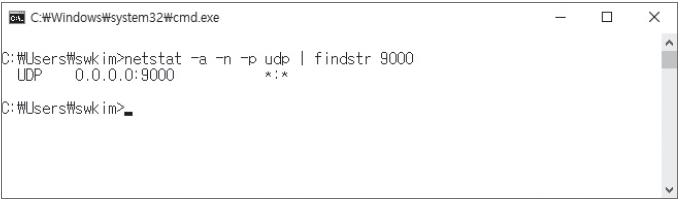 C:₩Windows₩system32₩cmd.exe
C:₩Users₩swkim>netstat -a -n -p udp | findstr 9000
UDP 0.0.0.0:9000 *:*
C:₩Users₩swkim>